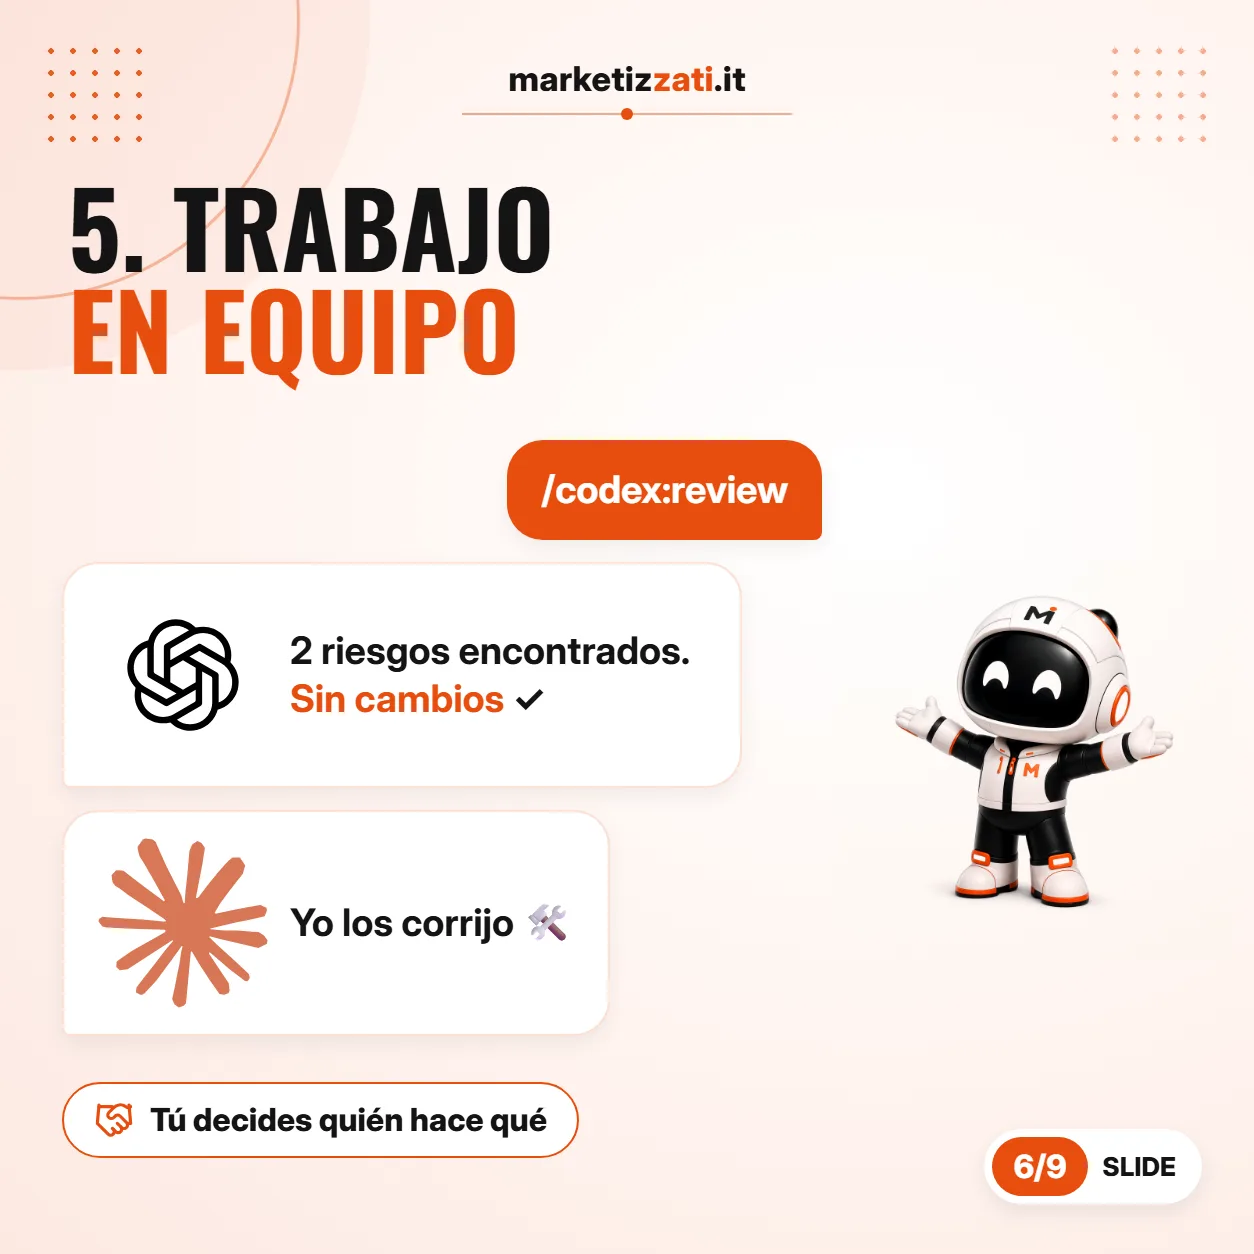 marketizzati.it
5. TRABAJO
EN EQUIPO
/codex:review
2 riesgos encontrados.
Sin cambios ✓
Yo los corrijo 🛠️
Tú decides quién hace qué
M
M
6/9 SLIDE